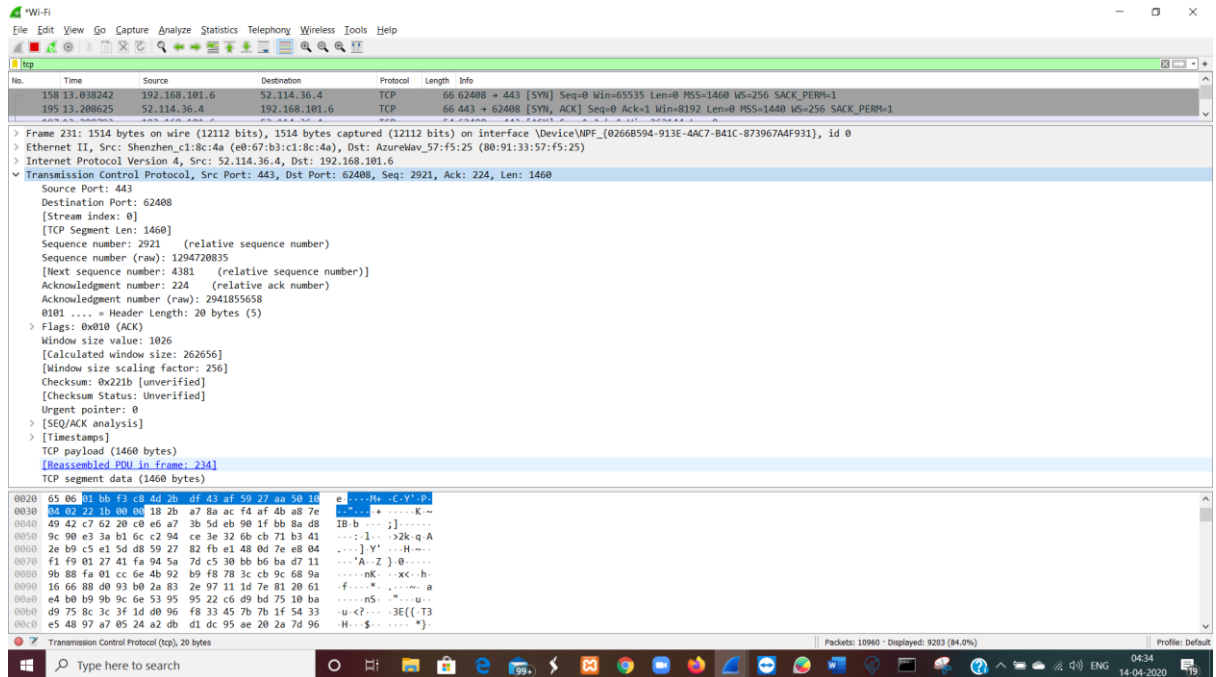 *Wi-Fi
File Edit View Go Capture Analyze Statistics Telephony Wireless Tools Help
tcp
No. Time Source Destination Protocol Length Info
158 13.038242 192.168.101.6 52.114.36.4 TCP 66 62408 → 443 [SYN] Seq=0 Win=65535 Len=0 MSS=1460 WS=256 SACK_PERM=1
195 13.208625 52.114.36.4 192.168.101.6 TCP 66 443 → 62408 [SYN, ACK] Seq=0 Ack=1 Win=8192 Len=0 MSS=1440 WS=256 SACK_PERM=1
Frame 231: 1514 bytes on wire (12112 bits), 1514 bytes captured (12112 bits) on interface \Device\NPF_{0266B594-913E-4AC7-B41C-873967A4F931}, id 0
Ethernet II, Src: Shenzhen_c1:8c:4a (e0:67:b3:c1:8c:4a), Dst: AzureWav_57:f5:25 (80:91:33:57:f5:25)
Internet Protocol Version 4, Src: 52.114.36.4, Dst: 192.168.101.6
Transmission Control Protocol, Src Port: 443, Dst Port: 62408, Seq: 2921, Ack: 224, Len: 1460
Source Port: 443
Destination Port: 62408
[Stream index: 0]
[TCP Segment Len: 1460]
Sequence number: 2921 (relative sequence number)
Sequence number (raw): 1294720835
[Next sequence number: 4381 (relative sequence number)]
Acknowledgment number: 224 (relative ack number)
Acknowledgment number (raw): 2941855658
0101 .... = Header Length: 20 bytes (5)
Flags: 0x010 (ACK)
Window size value: 1026
[Calculated window size: 262656]
[Window size scaling factor: 256]
Checksum: 0x221b [unverified]
[Checksum Status: Unverified]
Urgent pointer: 0
[SEQ/ACK analysis]
[Timestamps]
TCP payload (1460 bytes)
[Reassembled PDU in frame: 234]
TCP segment data (1460 bytes)
0020 65 06 01 bb f3 c8 4d 2b df 43 af 59 27 aa 50 10 e·····M+ ·C·Y'·P·
0030 04 02 22 1b 00 00 18 2b a7 8a ac f4 af 4b a8 7e ··"····+ ·····K·~
0040 49 42 c7 62 20 c0 e6 a7 3b 5d eb 90 1f bb 8a d8 IB·b ··· ;]······
0050 9c 90 e3 3a b1 6c c2 94 ce 3e 32 6b cb 71 b3 41 ···:·l·· ·>2k·q·A
0060 2e b9 c5 e1 5d d8 59 27 82 fb e1 48 0d 7e e8 04 .···]·Y' ···H·~··
0070 f1 f9 01 27 41 fa 94 5a 7d c5 30 bb b6 ba d7 11 ···'A··Z }·0·····
0080 9b 88 fa 01 cc 6e 4b 92 b9 f8 78 3c cb 9c 68 9a ·····nK· ··x<··h·
0090 16 66 88 d0 93 b0 2a 83 2e 97 11 1d 7e 81 20 61 ·f····*· .···~· a
00a0 e4 b0 b9 9b 9c 6e 53 95 95 22 c6 d9 bd 75 10 ba ·····nS· ·"···u··
00b0 d9 75 8c 3c 3f 1d d0 96 f8 33 45 7b 7b 1f 54 33 ·u·<?··· ·3E{{·T3
00c0 e5 48 97 a7 05 24 a2 db d1 dc 95 ae 20 2a 7d 96 ·H···$·· ···· *}·
Transmission Control Protocol (tcp), 20 bytes Packets: 10960 · Displayed: 9203 (84.0%) Profile: Default
Type here to search
99+
ENG
04:34
14-04-2020
19